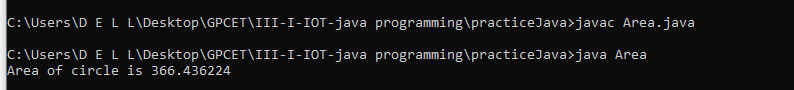 C:\Users\D E L L\Desktop\GPCET\III-I-IOT-java programming\practiceJava>javac Area.java
C:\Users\D E L L\Desktop\GPCET\III-I-IOT-java programming\practiceJava>java Area
Area of circle is 366.436224